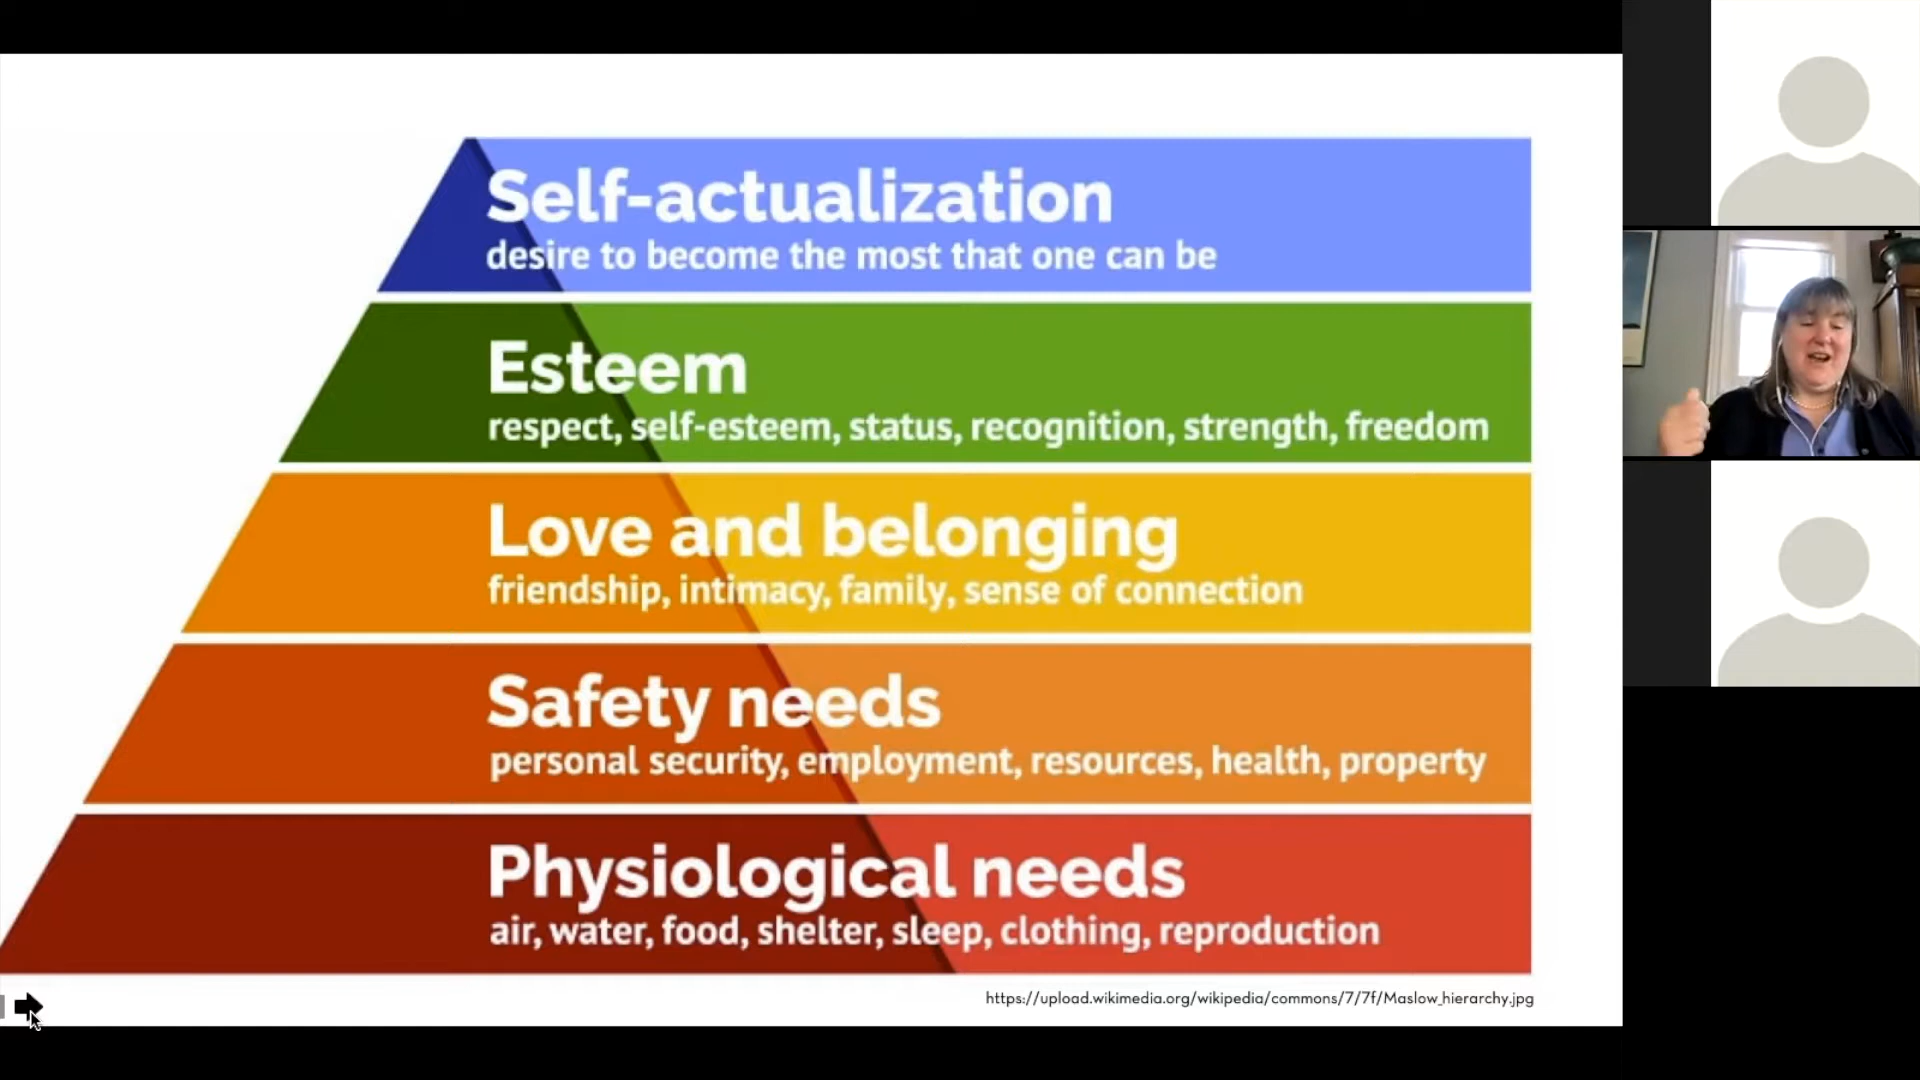 Self-actualization
desire to become the most that one can be
Esteem
respect, self-esteem, status, recognition, strength, freedom
Love and belonging
friendship, intimacy, family, sense of connection
Safety needs
personal security, employment, resources, health, property
Physiological needs
air, water, food, shelter, sleep, clothing, reproduction
https://upload.wikimedia.org/wikipedia/commons/7/7f/Maslow_hierarchy.jpg